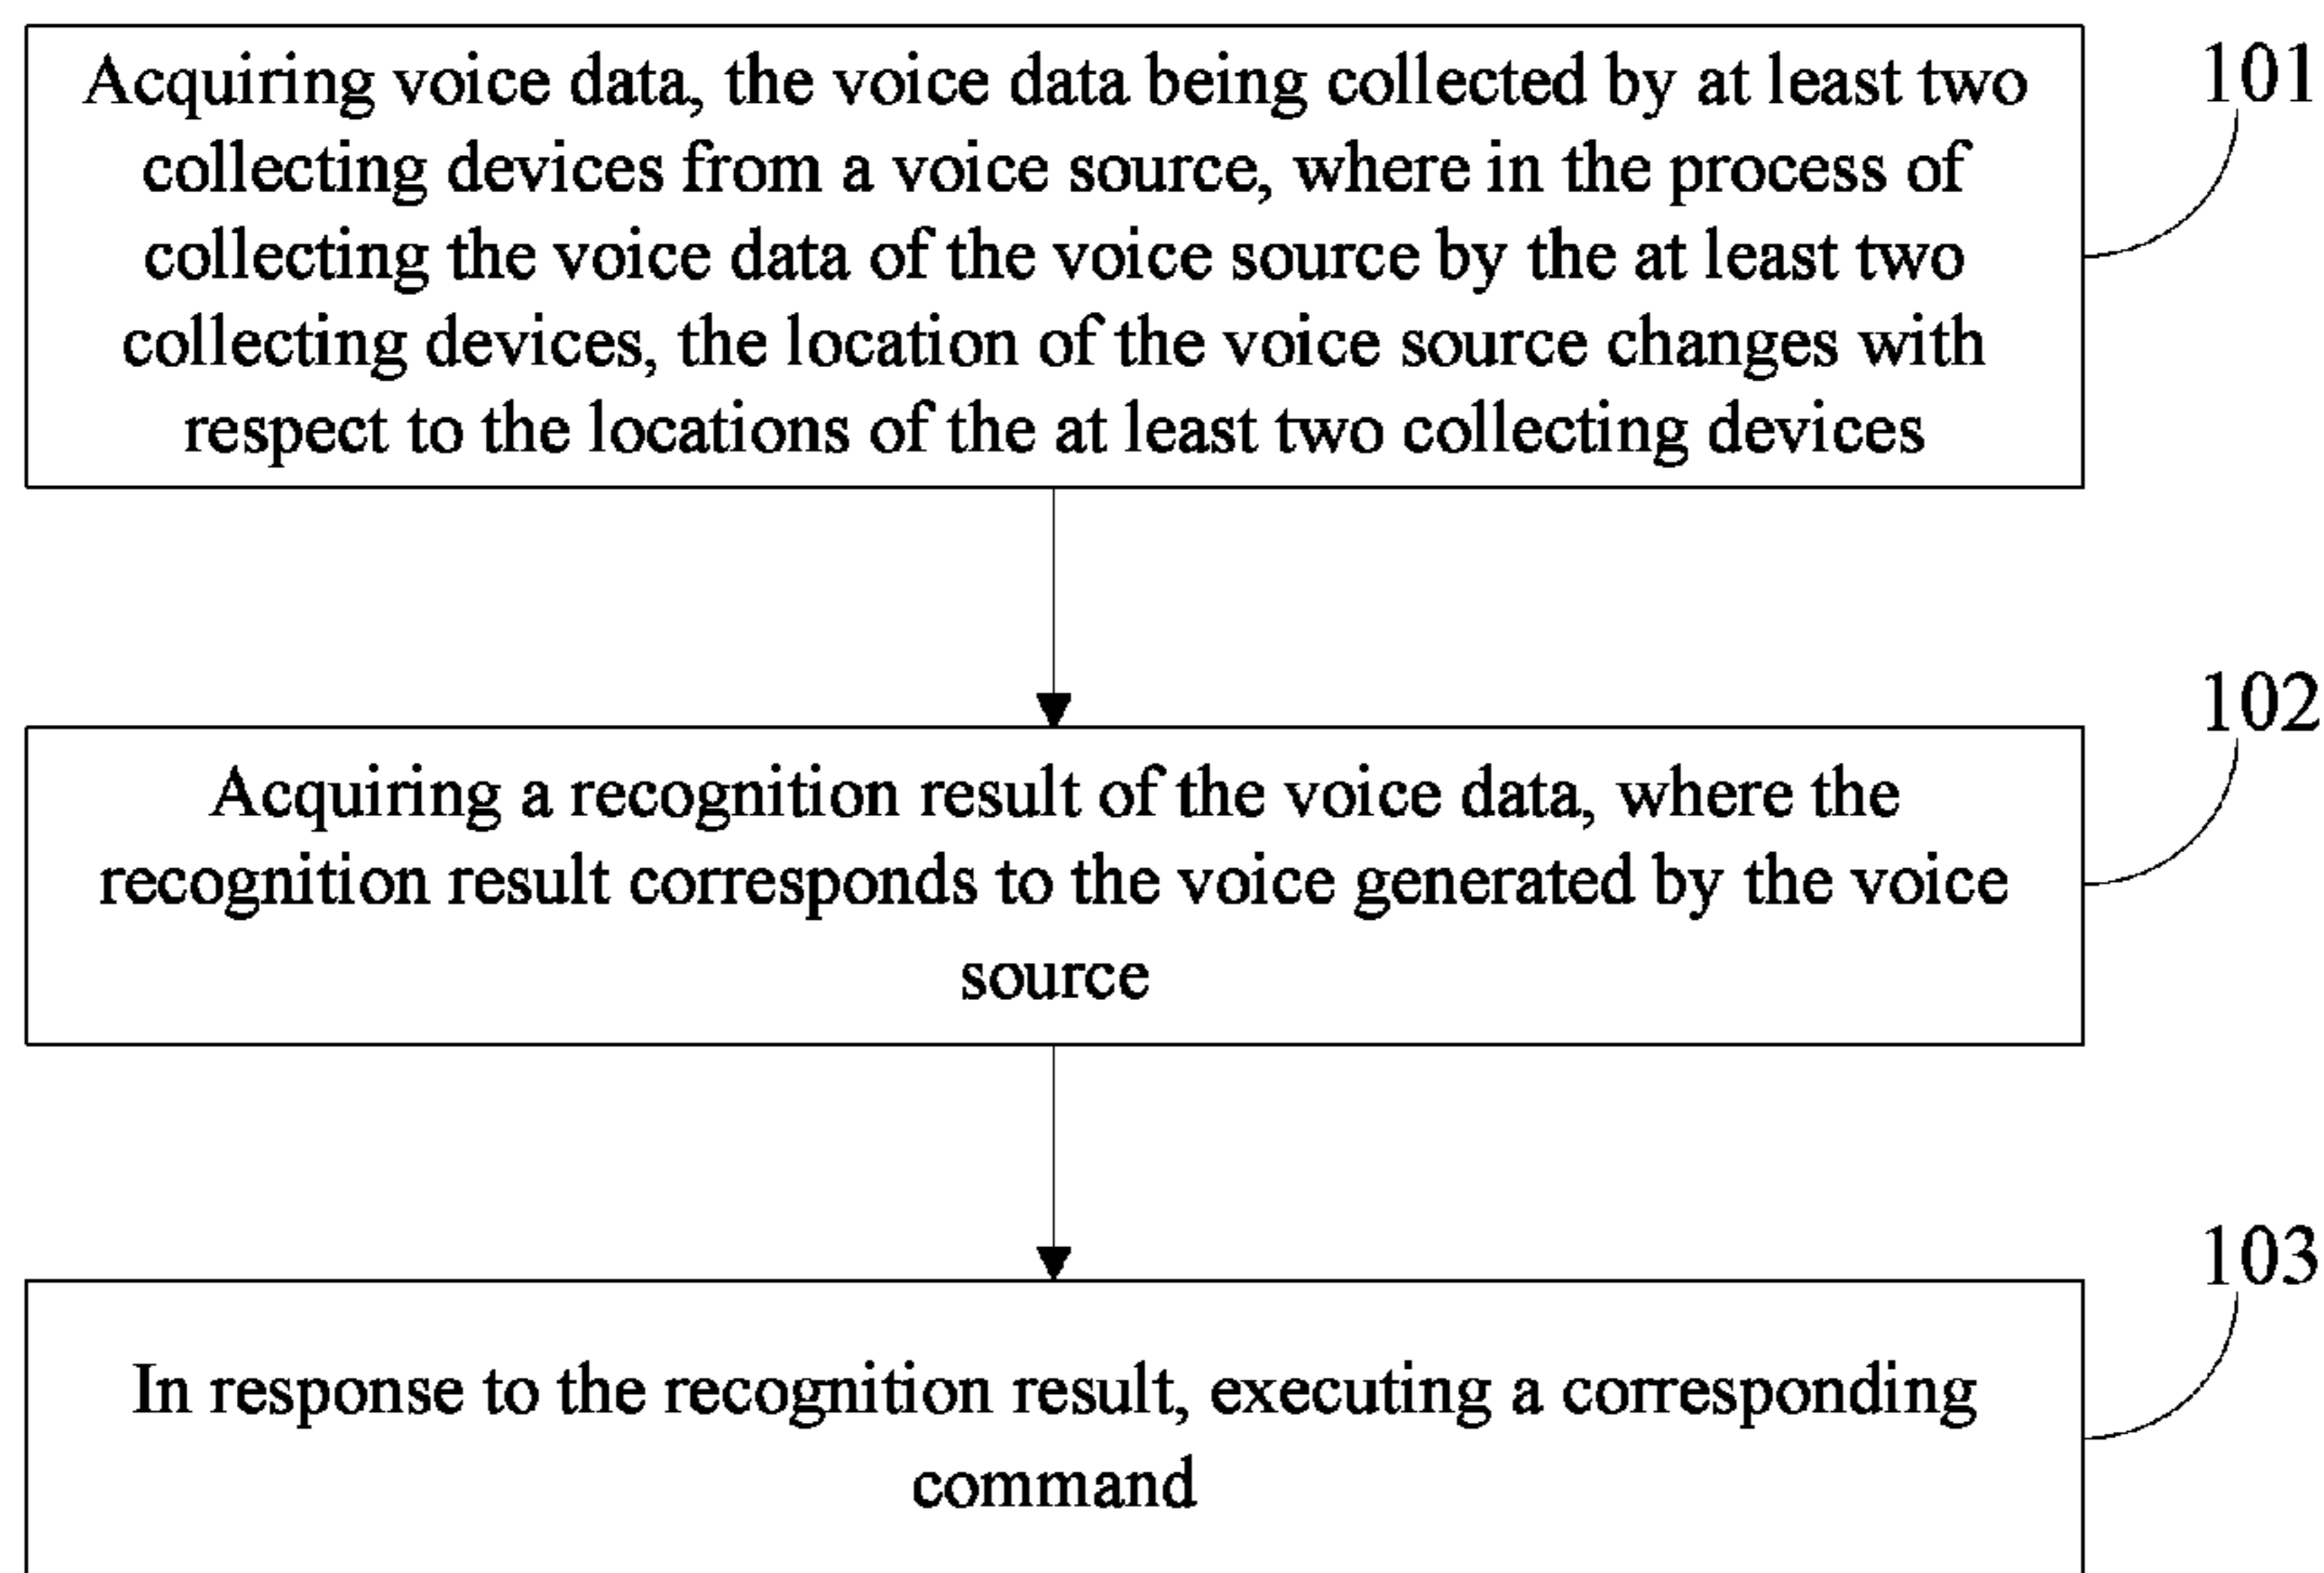 Acquiring voice data, the voice data being collected by at least two
collecting devices from a voice source, where in the process of
collecting the voice data of the voice source by the at least two
collecting devices, the location of the voice source changes with
respect to the locations of the at least two collecting devices
101
Acquiring a recognition result of the voice data, where the
recognition result corresponds to the voice generated by the voice
source
102
In response to the recognition result, executing a corresponding
command
103